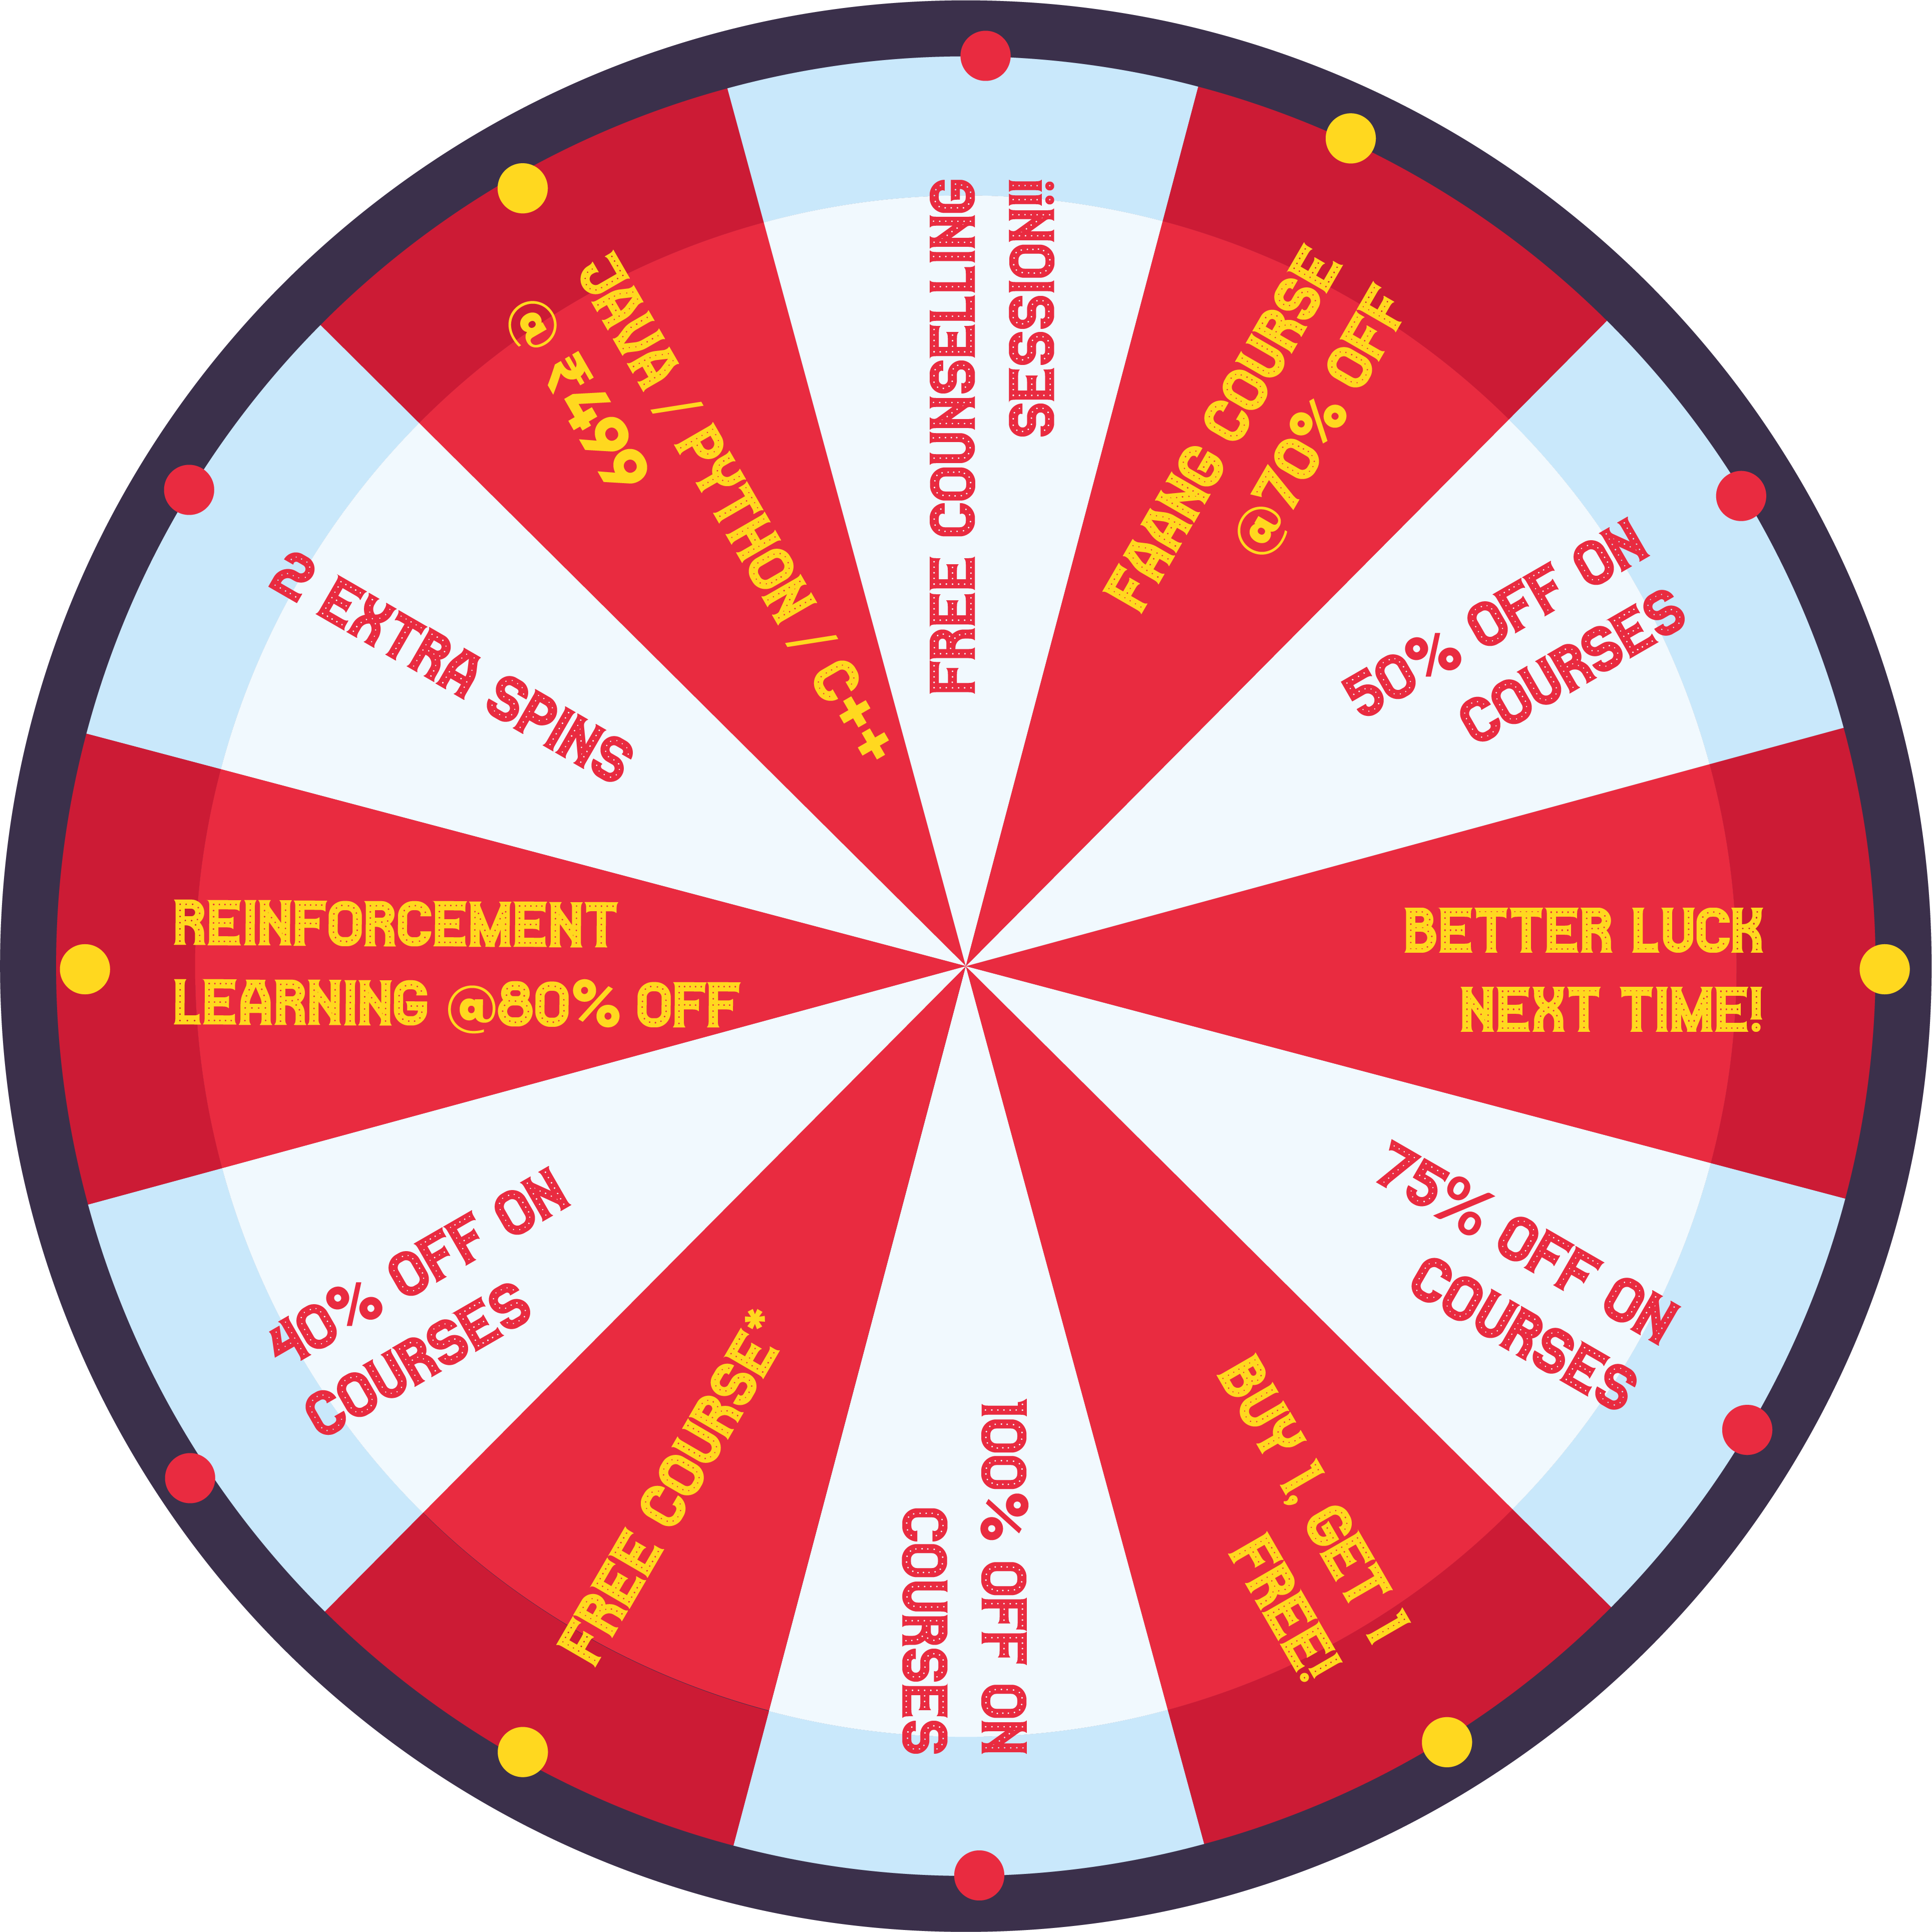 FREE COUNSELLING
SESSION!!
FAANG COURSE
@70% OFF
50% OFF ON
COURSES
BETTER LUCK
NEXT TIME!
75% OFF ON
COURSES
BUY 1, GET 1
FREE!
100% OFF ON
COURSES
FREE COURSE*
40% OFF ON
COURSES
REINFORCEMENT
LEARNING @80% OFF
2 EXTRA SPINS
JAVA / PYTHON / C++
@ ₹499